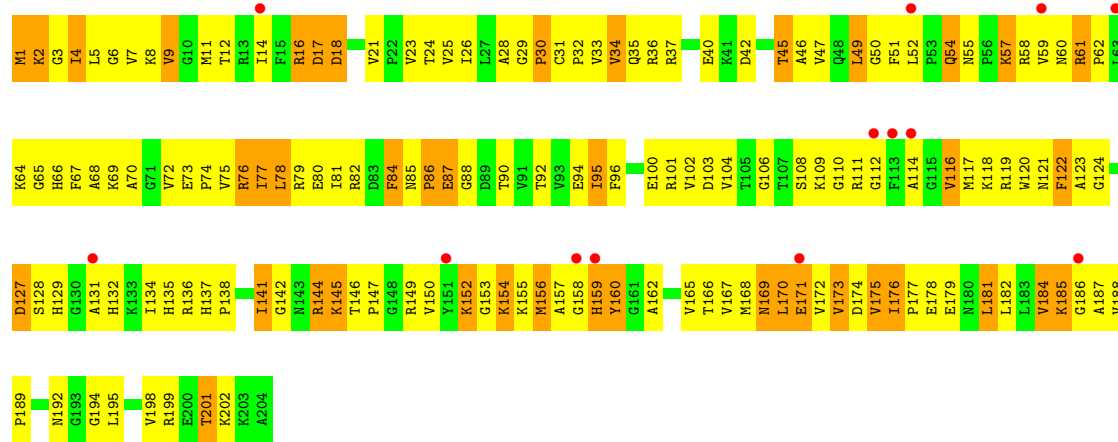 M1 K2 G3 I4 L5 G6 V7 K8 V9 G10 M11 T12 R13 I14 F15 R16 D17 D18 V21 P22 V23 T24 V25 I26 L27 A28 G29 P30 C31 P32 V33 V34 Q35 R36 R37 E40 K41 D42 T45 A46 V47 Q48 L49 G50 F51 L52 P53 Q54 N55 P56 K57 R58 V59 N60 R61 P62 L63
K64 G65 H66 F67 A68 K69 A70 G71 V72 E73 P74 V75 R76 I77 L78 R79 E80 I81 R82 D83 F84 N85 P86 E87 G88 D89 T90 V91 T92 V93 E94 I95 F96 E100 R101 V102 D103 V104 T105 G106 T107 S108 K109 G110 R111 G112 F113 A114 G115 V116 M117 K118 R119 W120 N121 F122 A123 G124
D127 S128 H129 G130 A131 H132 K133 I134 H135 R136 H137 P138 I141 G142 N143 R144 K145 T146 P147 G148 R149 V150 Y151 K152 G153 K154 K155 M156 A157 G158 H159 Y160 G161 A162 V165 T166 V167 M168 N169 L170 E171 V172 V173 D174 V175 I176 P177 E178 E179 N180 L181 L182 L183 V184 K185 G186 A187
P189 N192 G193 G194 L195 V198 R199 E200 T201 K202 K203 A204